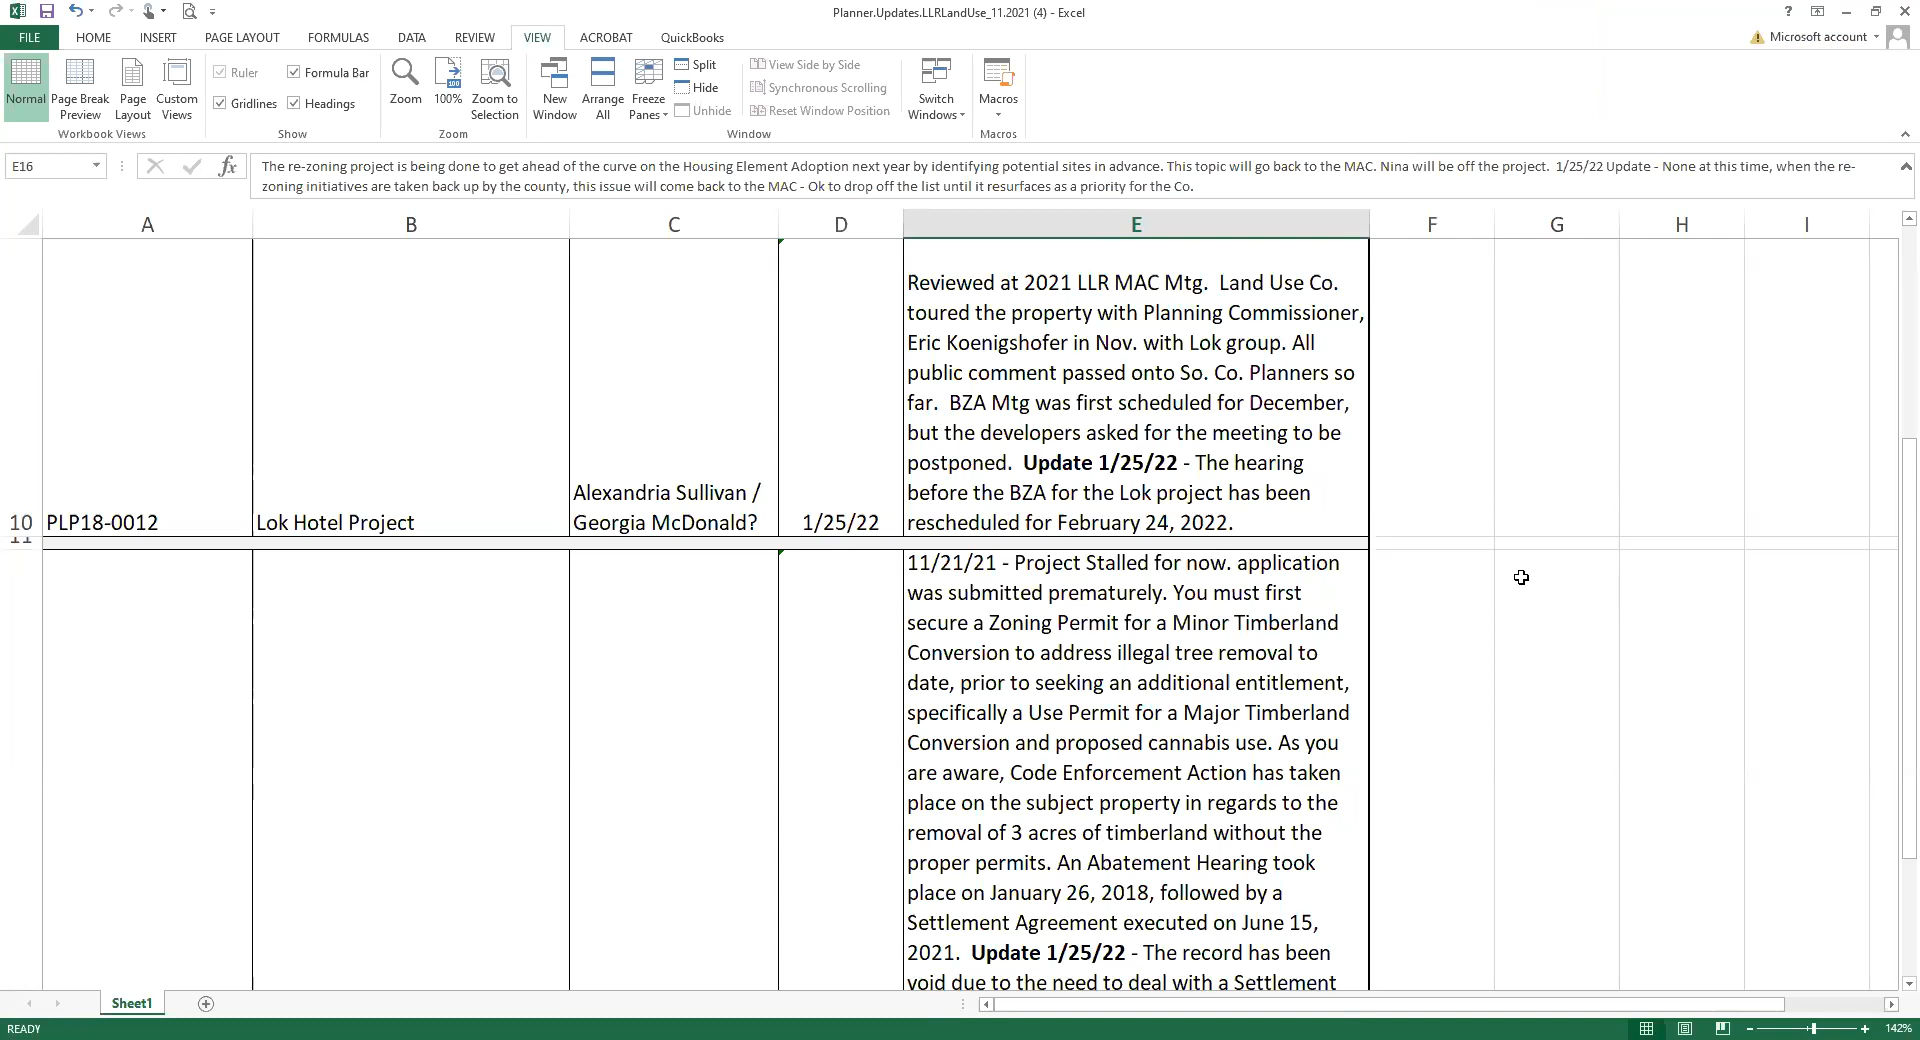 Planner.Updates.LLRLandUse_11.2021 (4) - Excel
?
FILE HOME INSERT PAGE LAYOUT FORMULAS DATA REVIEW VIEW ACROBAT QuickBooks Microsoft account
Normal
Page Break
Preview
Page
Layout
Custom
Views
Ruler
Formula Bar
Gridlines
Headings
Zoom
100
100%
Zoom to
Selection
New
Window
Arrange
All
Freeze
Panes
Split
Hide
Unhide
View Side by Side
Synchronous Scrolling
Reset Window Position
Switch
Windows
Macros
Workbook Views Show Zoom Window Macros
E16
fx
The re-zoning project is being done to get ahead of the curve on the Housing Element Adoption next year by identifying potential sites in advance. This topic will go back to the MAC. Nina will be off the project.  1/25/22 Update - None at this time, when the re-
zoning initiatives are taken back up by the county, this issue will come back to the MAC - Ok to drop off the list until it resurfaces as a priority for the Co.
A B C D E F G H I
Reviewed at 2021 LLR MAC Mtg.  Land Use Co.
toured the property with Planning Commissioner,
Eric Koenigshofer in Nov. with Lok group. All
public comment passed onto So. Co. Planners so
far.  BZA Mtg was first scheduled for December,
but the developers asked for the meeting to be
postponed.  Update 1/25/22 - The hearing
before the BZA for the Lok project has been
rescheduled for February 24, 2022.
Alexandria Sullivan /
Georgia McDonald?
10 PLP18-0012 Lok Hotel Project 1/25/22
11
11/21/21 - Project Stalled for now. application
was submitted prematurely. You must first
secure a Zoning Permit for a Minor Timberland
Conversion to address illegal tree removal to
date, prior to seeking an additional entitlement,
specifically a Use Permit for a Major Timberland
Conversion and proposed cannabis use. As you
are aware, Code Enforcement Action has taken
place on the subject property in regards to the
removal of 3 acres of timberland without the
proper permits. An Abatement Hearing took
place on January 26, 2018, followed by a
Settlement Agreement executed on June 15,
2021.  Update 1/25/22 - The record has been
void due to the need to deal with a Settlement
Sheet1
READY
142%